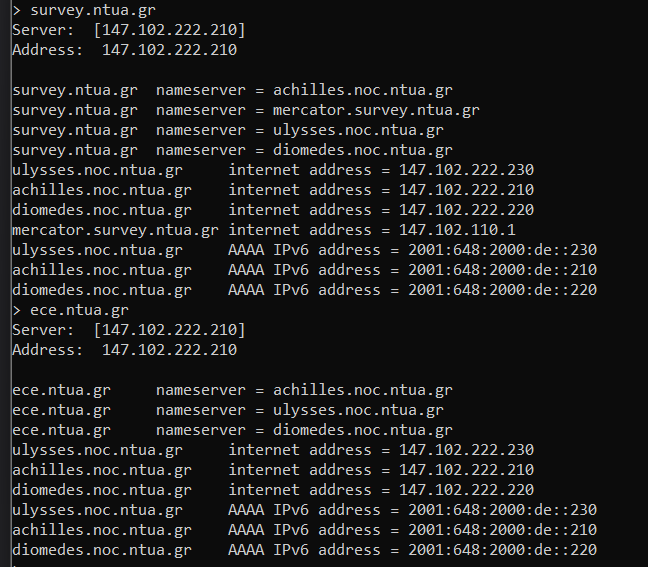 > survey.ntua.gr
Server:  [147.102.222.210]
Address:  147.102.222.210

survey.ntua.gr  nameserver = achilles.noc.ntua.gr
survey.ntua.gr  nameserver = mercator.survey.ntua.gr
survey.ntua.gr  nameserver = ulysses.noc.ntua.gr
survey.ntua.gr  nameserver = diomedes.noc.ntua.gr
ulysses.noc.ntua.gr     internet address = 147.102.222.230
achilles.noc.ntua.gr    internet address = 147.102.222.210
diomedes.noc.ntua.gr    internet address = 147.102.222.220
mercator.survey.ntua.gr internet address = 147.102.110.1
ulysses.noc.ntua.gr     AAAA IPv6 address = 2001:648:2000:de::230
achilles.noc.ntua.gr    AAAA IPv6 address = 2001:648:2000:de::210
diomedes.noc.ntua.gr    AAAA IPv6 address = 2001:648:2000:de::220
> ece.ntua.gr
Server:  [147.102.222.210]
Address:  147.102.222.210

ece.ntua.gr     nameserver = achilles.noc.ntua.gr
ece.ntua.gr     nameserver = ulysses.noc.ntua.gr
ece.ntua.gr     nameserver = diomedes.noc.ntua.gr
ulysses.noc.ntua.gr     internet address = 147.102.222.230
achilles.noc.ntua.gr    internet address = 147.102.222.210
diomedes.noc.ntua.gr    internet address = 147.102.222.220
ulysses.noc.ntua.gr     AAAA IPv6 address = 2001:648:2000:de::230
achilles.noc.ntua.gr    AAAA IPv6 address = 2001:648:2000:de::210
diomedes.noc.ntua.gr    AAAA IPv6 address = 2001:648:2000:de::220